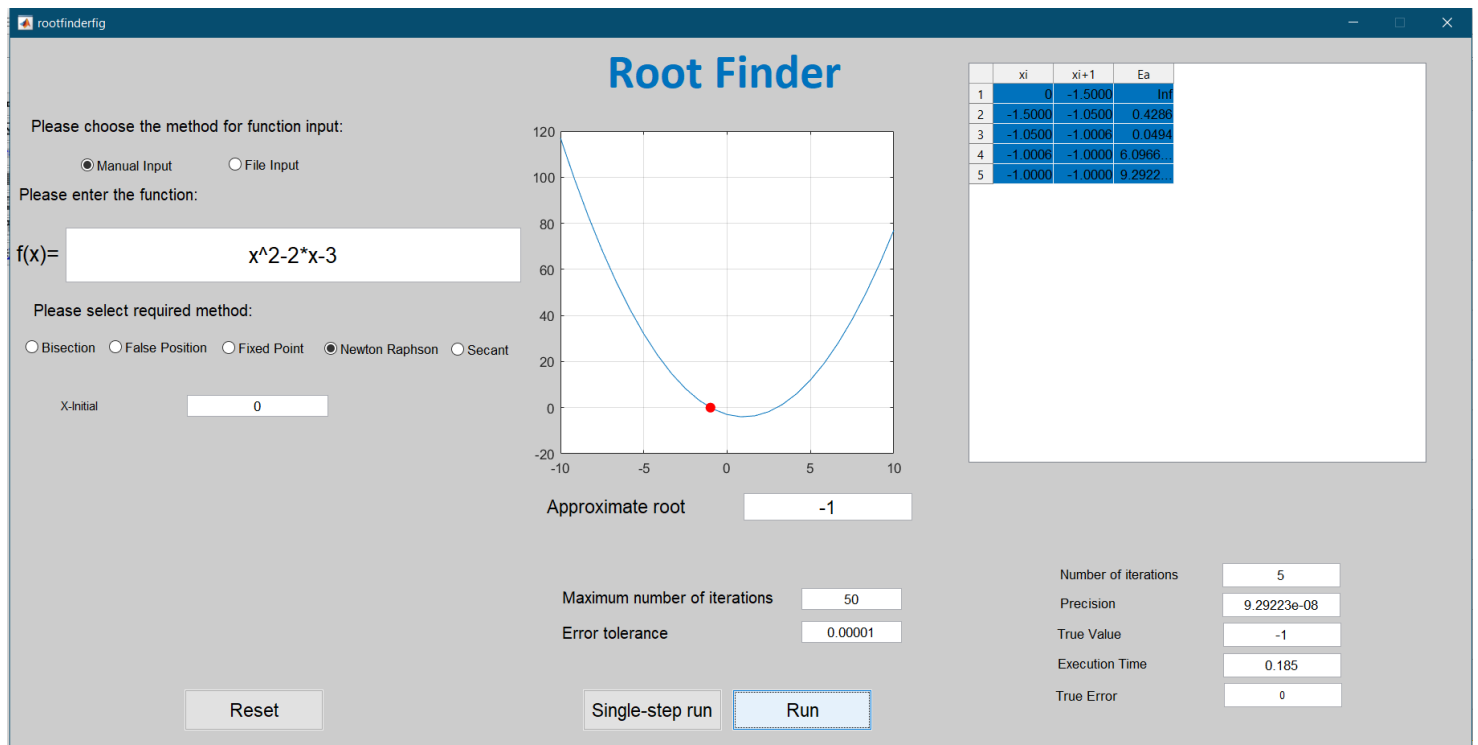 rootfinderfig
Root Finder
Please choose the method for function input:
Manual Input File Input
Please enter the function:
f(x)= x^2-2*x-3
Please select required method:
Bisection False Position Fixed Point Newton Raphson Secant
X-Initial 0
120
100
80
60
40
20
0
-20
-10 -5 0 5 10
Approximate root -1
Maximum number of iterations 50
Error tolerance 0.00001
Reset
Single-step run Run
xi xi+1 Ea
1 0 -1.5000 Inf
2 -1.5000 -1.0500 0.4286
3 -1.0500 -1.0006 0.0494
4 -1.0006 -1.0000 6.0966...
5 -1.0000 -1.0000 9.2922...
Number of iterations 5
Precision 9.29223e-08
True Value -1
Execution Time 0.185
True Error 0